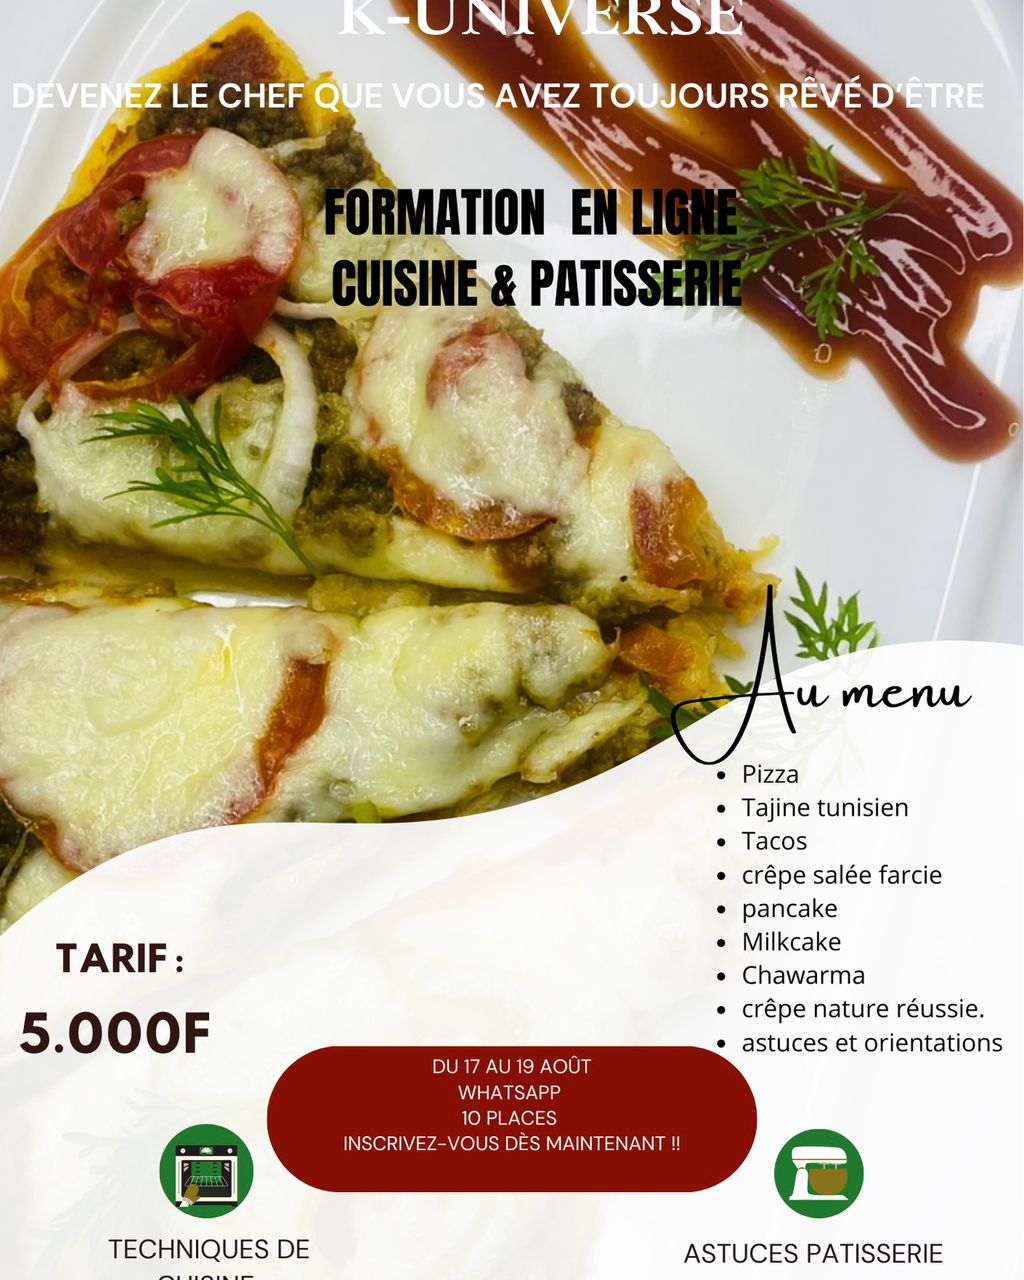 K-UNIVERSE
DEVENEZ LE CHEF QUE VOUS AVEZ TOUJOURS RÊVÉ D'ÊTRE
FORMATION EN LIGNE
CUISINE & PATISSERIE
Au menu
• Pizza
• Tajine tunisien
• Tacos
• crêpe salée farcie
• pancake
• Milkcake
• Chawarma
• crêpe nature réussie.
• astuces et orientations
TARIF :
5.000F
DU 17 AU 19 AOÛT
WHATSAPP
10 PLACES
INSCRIVEZ-VOUS DÈS MAINTENANT !!
TECHNIQUES DE
CUISINE
ASTUCES PATISSERIE